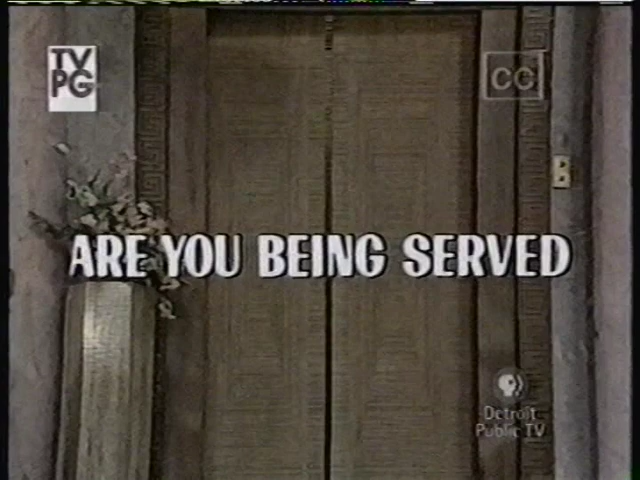 TV
PG
CC
B
ARE YOU BEING SERVED
Detroit
Public TV